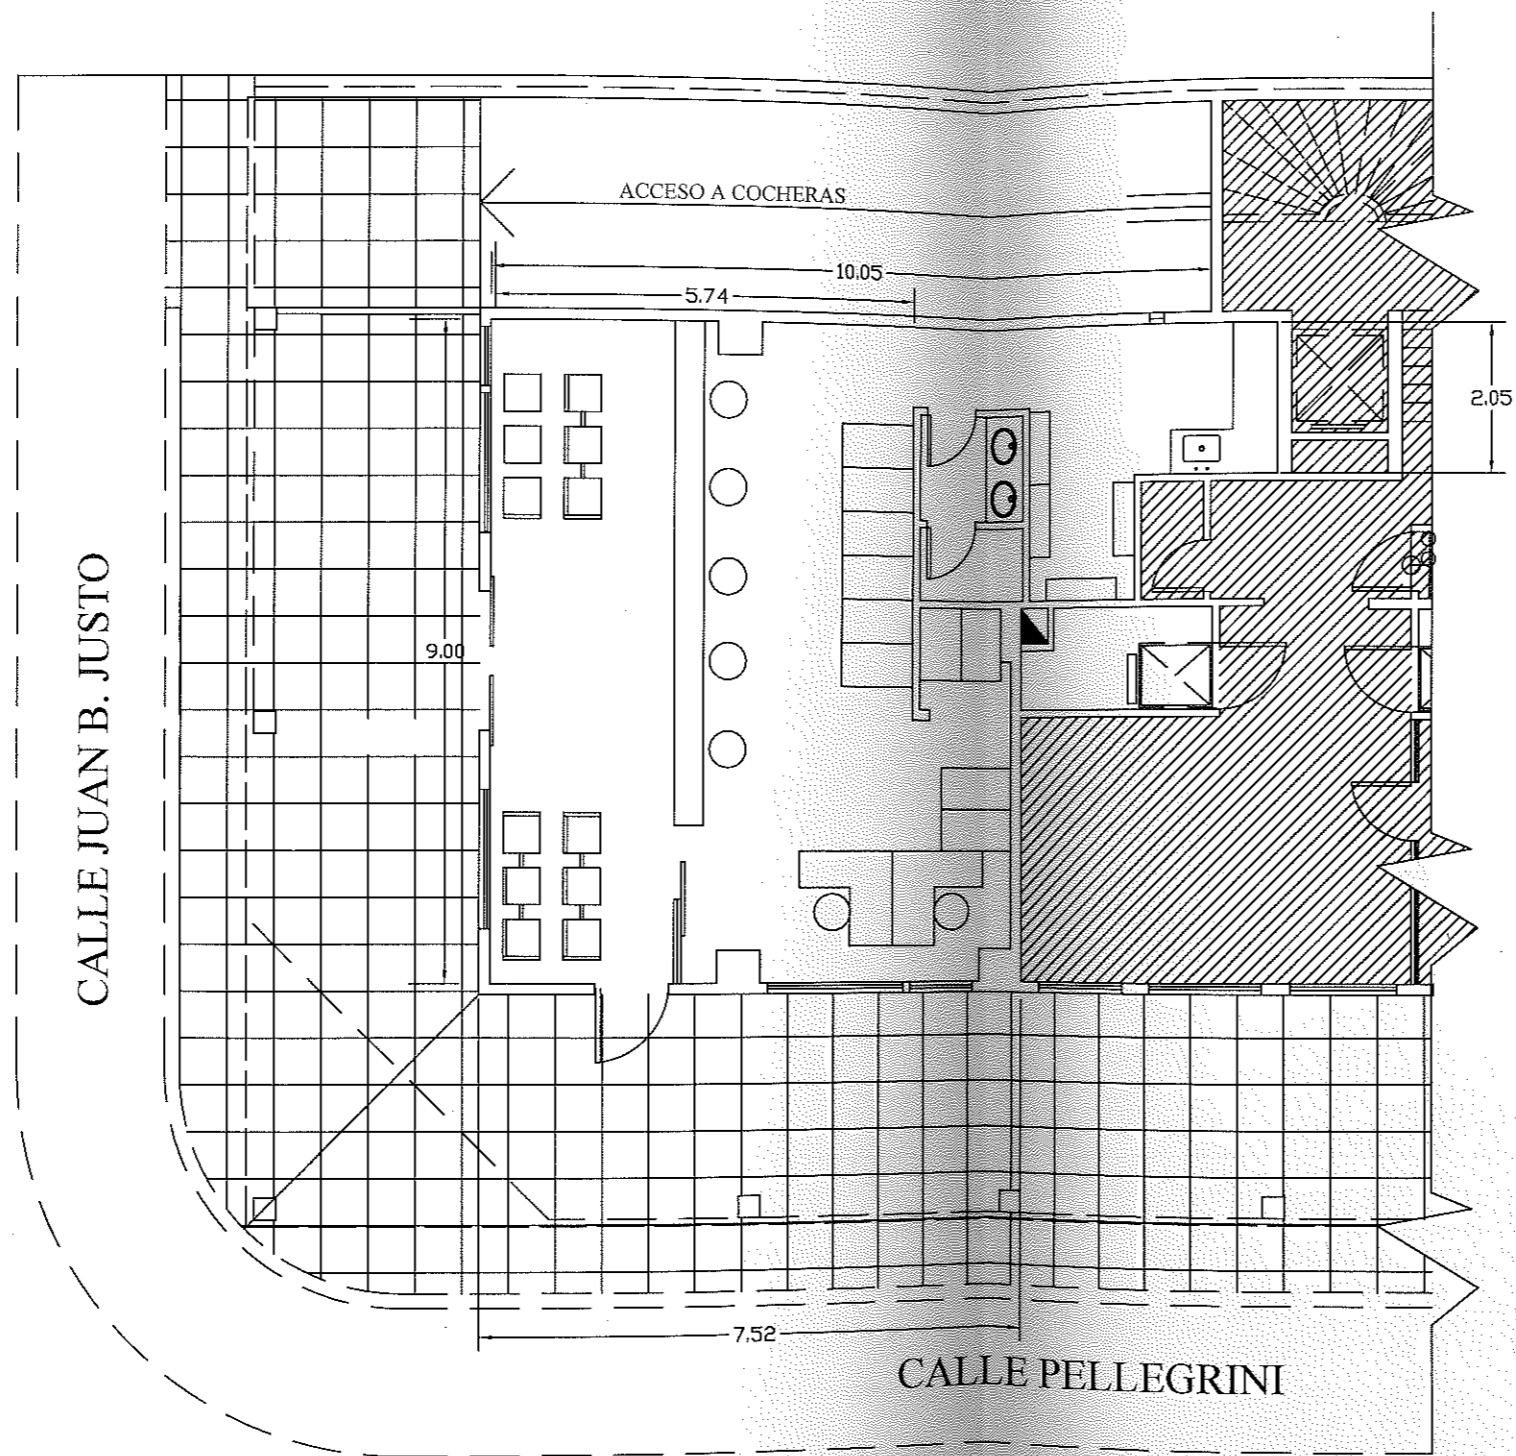 ACCESO A COCHERAS
10.05
5.74
2.05
9.00
CALLE JUAN B. JUSTO
7.52
CALLE PELLEGRINI